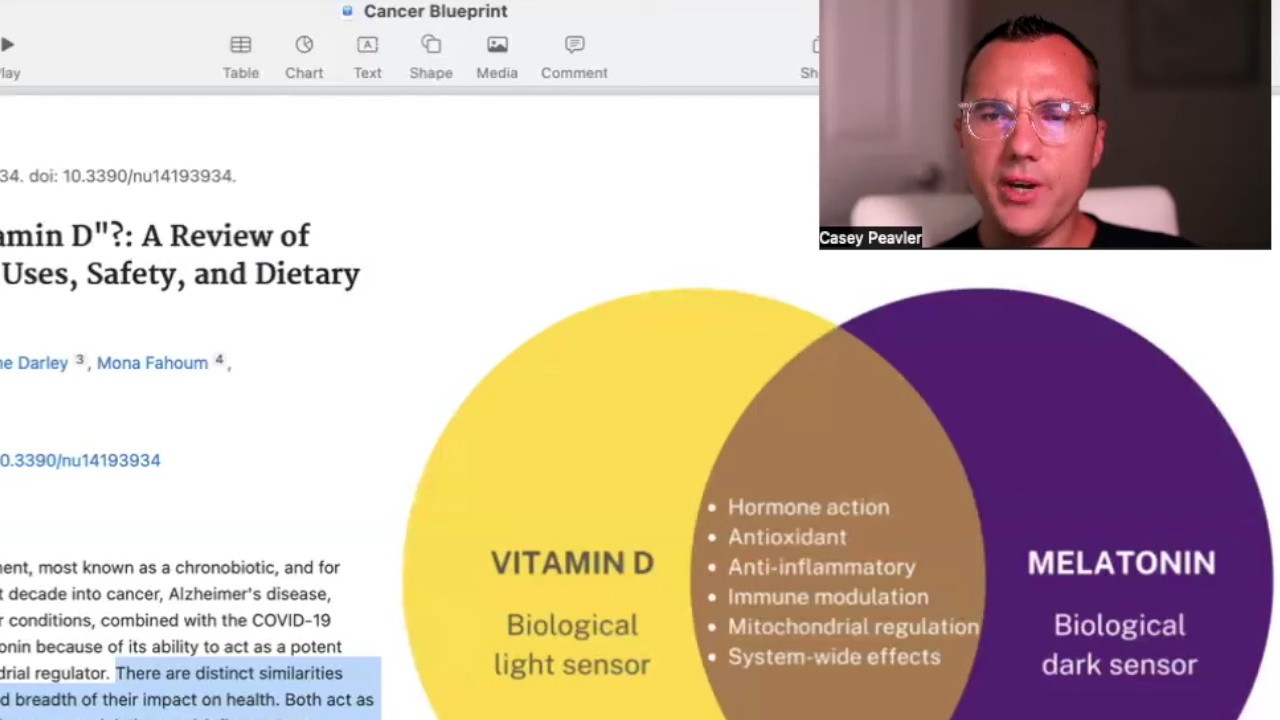 Cancer Blueprint
lay
Table
Chart
Text
Shape
Media
Comment
Sh
Casey Peavler
34. doi: 10.3390/nu14193934.
amin D"?: A Review of
Uses, Safety, and Dietary
ne Darley 3, Mona Fahoum 4,
0.3390/nu14193934
nent, most known as a chronobiotic, and for
t decade into cancer, Alzheimer's disease,
r conditions, combined with the COVID-19
onin because of its ability to act as a potent
drial regulator. There are distinct similarities
d breadth of their impact on health. Both act as
VITAMIN D
Biological
light sensor
• Hormone action
• Antioxidant
• Anti-inflammatory
• Immune modulation
• Mitochondrial regulation
• System-wide effects
MELATONIN
Biological
dark sensor